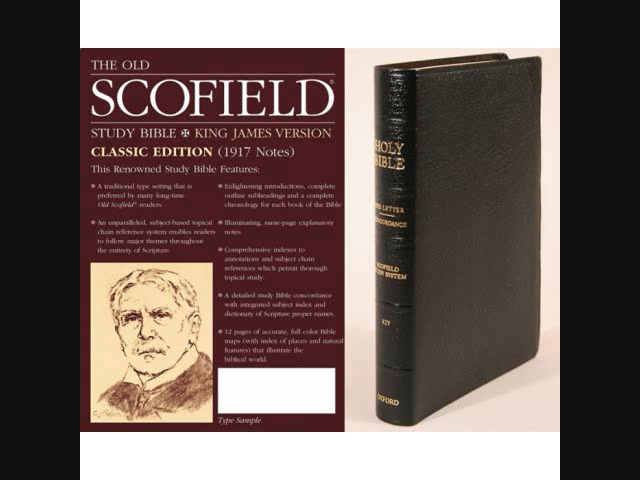 THE OLD
SCOFIELD®
STUDY BIBLE ✠ KING JAMES VERSION
CLASSIC EDITION (1917 Notes)
This Renowned Study Bible Features:
A traditional type setting that is
preferred by many long-time
Old Scofield® readers.
An unparalleled, subject-based topical
chain reference system enables readers
to follow major themes throughout
the entirety of Scripture.
Enlightening introductions, complete
outline subheadings and a complete
chronology for each book of the Bible
Illuminating, same-page explanatory
notes.
Comprehensive indexes to
annotations and subject chain
references which permit thorough
topical study.
A detailed study Bible concordance
with integrated subject index and
dictionary of Scripture proper names.
12 pages of accurate, full color Bible
maps (with index of places and natural
features) that illustrate the
biblical world.
Type Sample
HOLY
BIBLE
LETTER
SCOFIELD
SYSTEM
KJV
OXFORD